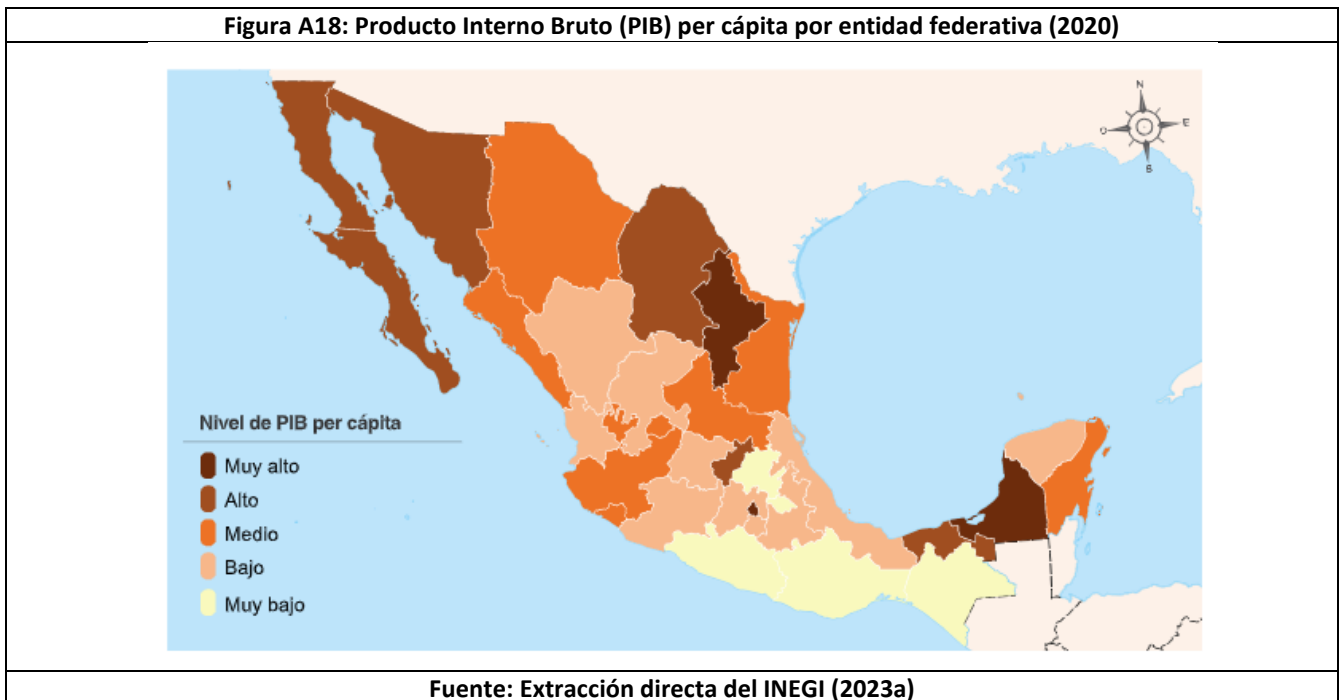 Figura A18: Producto Interno Bruto (PIB) per cápita por entidad federativa (2020)
N
O
E
S
Nivel de PIB per cápita
Muy alto
Alto
Medio
Bajo
Muy bajo
Fuente: Extracción directa del INEGI (2023a)